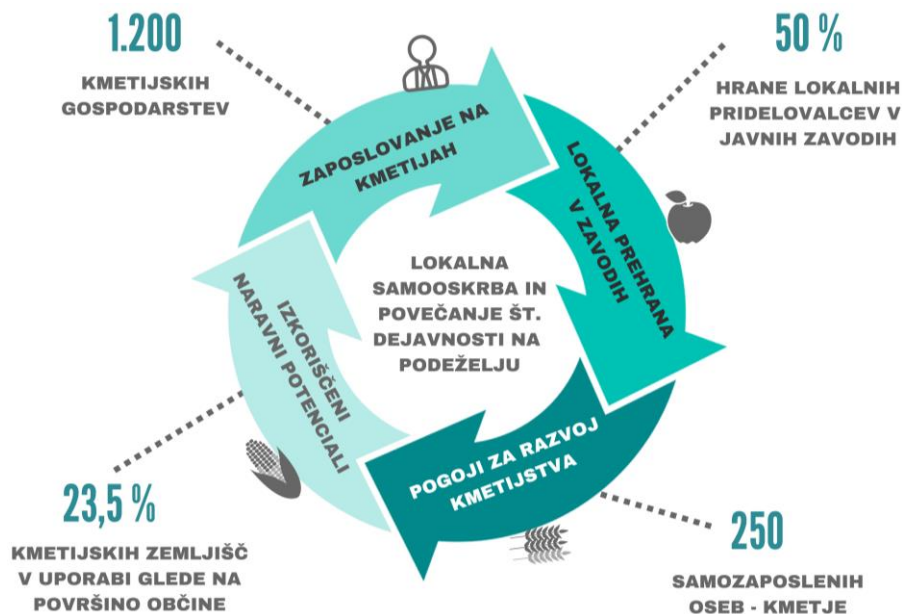 1.200
KMETIJSKIH
GOSPODARSTEV
50 %
HRANE LOKALNIH
PRIDELOVALCEV V
JAVNIH ZAVODIH
ZAPOSLOVANJE NA
KMETIJAH
LOKALNA PREHRANA
V ZAVODIH
LOKALNA
SAMOOSKRBA IN
POVEČANJE ŠT.
DEJAVNOSTI NA
PODEŽELJU
IZKORIŠČENI
NARAVNI POTENCIALI
POGOJI ZA RAZVOJ
KMETIJSTVA
23,5 %
KMETIJSKIH ZEMLJIŠČ
V UPORABI GLEDE NA
POVRŠINO OBČINE
250
SAMOZAPOSLENIH
OSEB - KMETJE